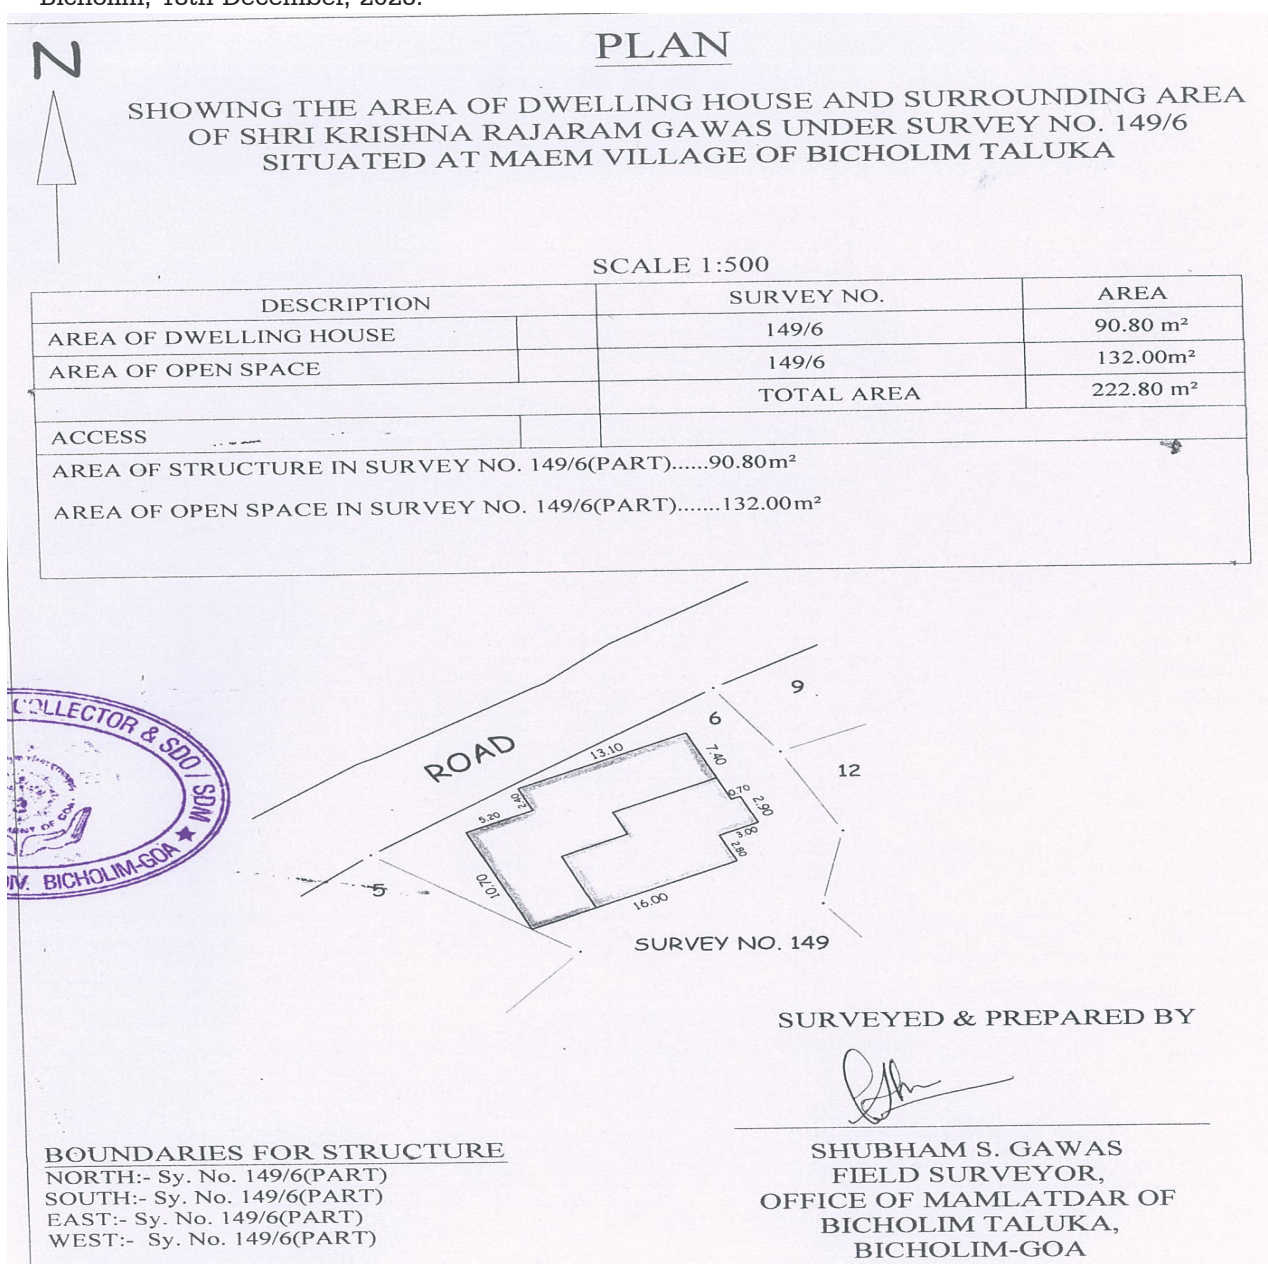 N
PLAN
SHOWING THE AREA OF DWELLING HOUSE AND SURROUNDING AREA
OF SHRI KRISHNA RAJARAM GAWAS UNDER SURVEY NO. 149/6
SITUATED AT MAEM VILLAGE OF BICHOLIM TALUKA
SCALE 1:500
DESCRIPTION SURVEY NO. AREA
AREA OF DWELLING HOUSE 149/6 90.80 m²
AREA OF OPEN SPACE 149/6 132.00m²
TOTAL AREA 222.80 m²
ACCESS
AREA OF STRUCTURE IN SURVEY NO. 149/6(PART)......90.80m²
AREA OF OPEN SPACE IN SURVEY NO. 149/6(PART).......132.00m²
9
6
ROAD
13.10
7.40
12
0.70
2.90
2.40
5.20
3.00
2.80
10.70
5
16.00
SURVEY NO. 149
COLLECTOR & SDO / SDM
BICHOLIM-GOA
SURVEYED & PREPARED BY
BOUNDARIES FOR STRUCTURE
NORTH:- Sy. No. 149/6(PART)
SOUTH:- Sy. No. 149/6(PART)
EAST:- Sy. No. 149/6(PART)
WEST:- Sy. No. 149/6(PART)
SHUBHAM S. GAWAS
FIELD SURVEYOR,
OFFICE OF MAMLATDAR OF
BICHOLIM TALUKA,
BICHOLIM-GOA